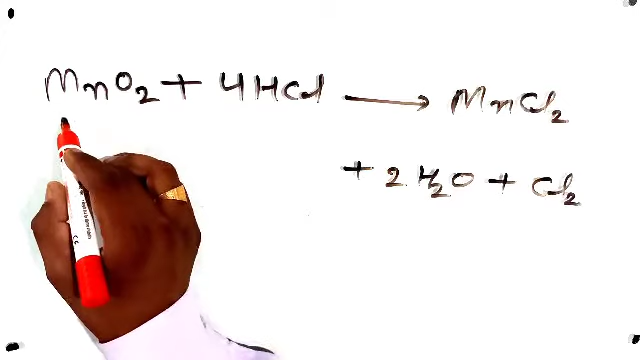 MnO₂ + 4HCl → MnCl₂
+ 2H₂O + Cl₂